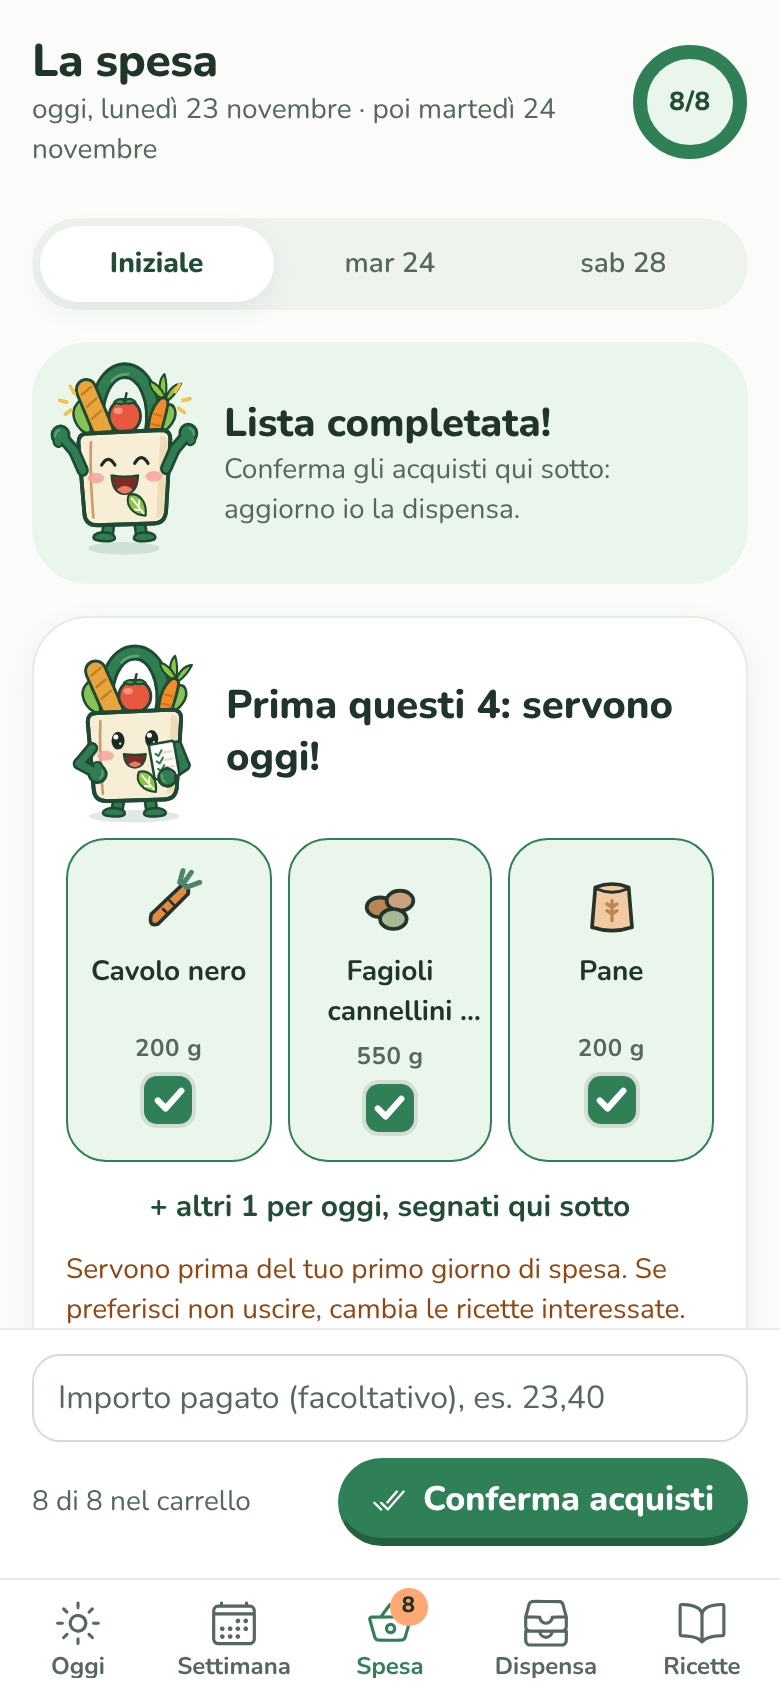 La spesa
oggi, lunedì 23 novembre · poi martedì 24
novembre
8/8
Iniziale
mar 24
sab 28
Lista completata!
Conferma gli acquisti qui sotto:
aggiorno io la dispensa.
Prima questi 4: servono
oggi!
Cavolo nero
200 g
Fagioli
cannellini ...
550 g
Pane
200 g
+ altri 1 per oggi, segnati qui sotto
Servono prima del tuo primo giorno di spesa. Se
preferisci non uscire, cambia le ricette interessate.
Importo pagato (facoltativo), es. 23,40
8 di 8 nel carrello
Conferma acquisti
8
Oggi
Settimana
Spesa
Dispensa
Ricette